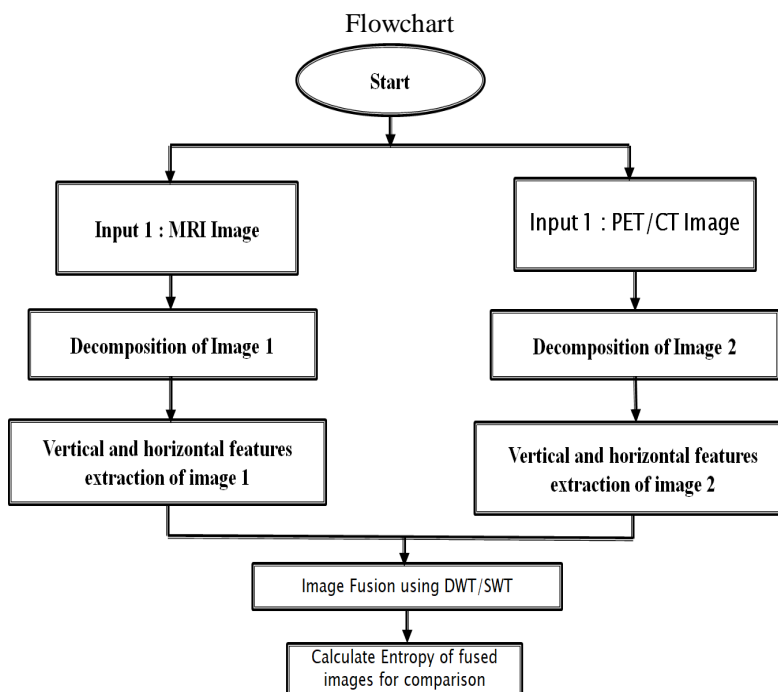 Flowchart
Start
Input 1 : MRI Image
Input 1 : PET/CT Image
Decomposition of Image 1
Decomposition of Image 2
Vertical and horizontal features
extraction of image 1
Vertical and horizontal features
extraction of image 2
Image Fusion using DWT/SWT
Calculate Entropy of fused
images for comparison